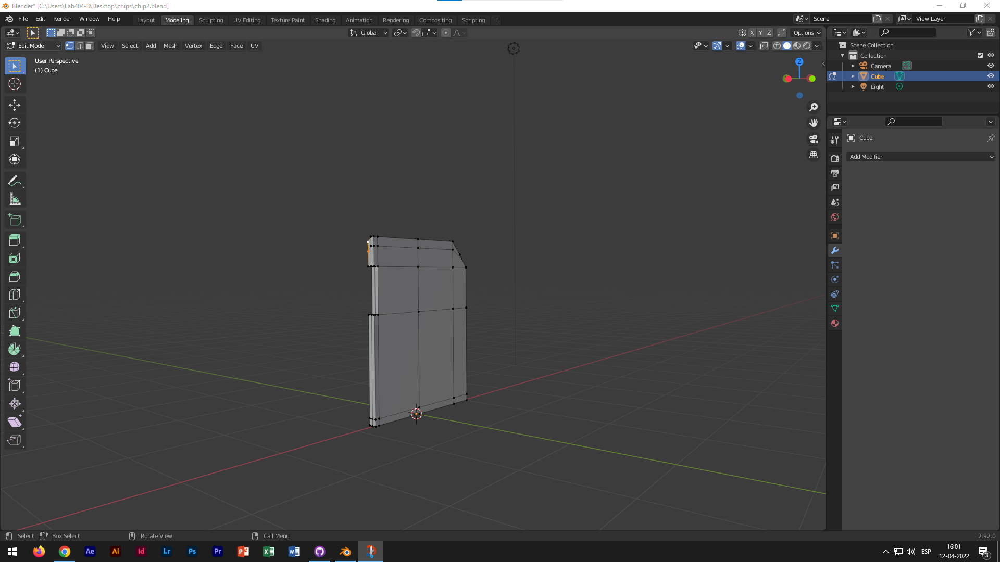 Blender* [C:\Users\Lab404-8\Desktop\chips\chip2.blend]
File Edit Render Window Help Layout Modeling Sculpting UV Editing Texture Paint Shading Animation Rendering Compositing Scripting + Scene View Layer
Global X Y Z Options
Edit Mode View Select Add Mesh Vertex Edge Face UV
User Perspective
(1) Cube
Z
Scene Collection
Collection
Camera
Cube
Light
Cube
Add Modifier
Select Box Select Rotate View Call Menu 2.92.0
Ae Ai Id Lr Ps Pr ESP
16:01
12-04-2022
3